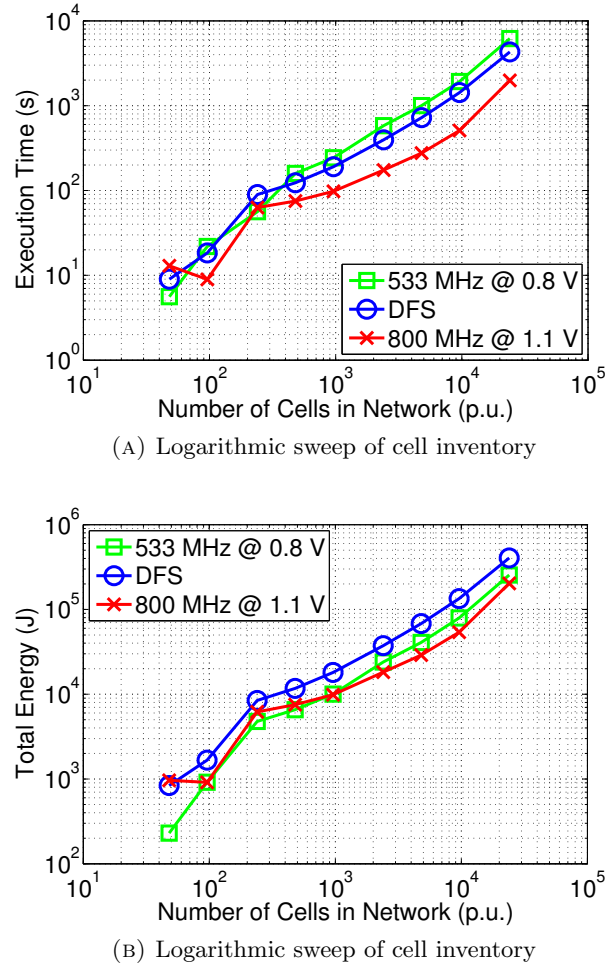 10^4
10^3
10^2
10^1
10^0
Execution Time (s)
533 MHz @ 0.8 V
DFS
800 MHz @ 1.1 V
10^1 10^2 10^3 10^4 10^5
Number of Cells in Network (p.u.)
(A) Logarithmic sweep of cell inventory
10^6
10^5
10^4
10^3
10^2
Total Energy (J)
533 MHz @ 0.8 V
DFS
800 MHz @ 1.1 V
10^1 10^2 10^3 10^4 10^5
Number of Cells in Network (p.u.)
(B) Logarithmic sweep of cell inventory